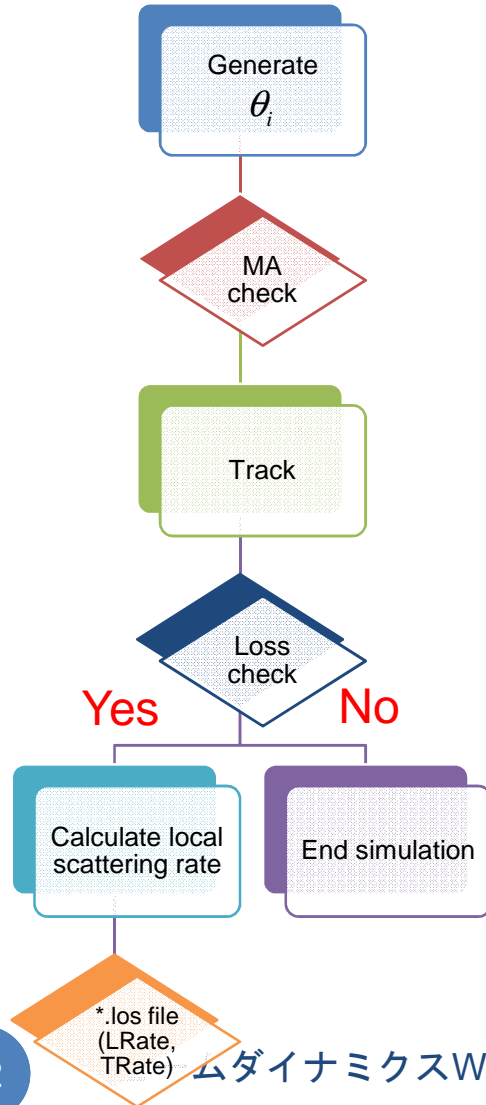 Generate
θi
MA
check
Track
Loss
check
Yes
No
Calculate local
scattering rate
End simulation
*.los file
(LRate,
TRate)
ムダイナミクスW